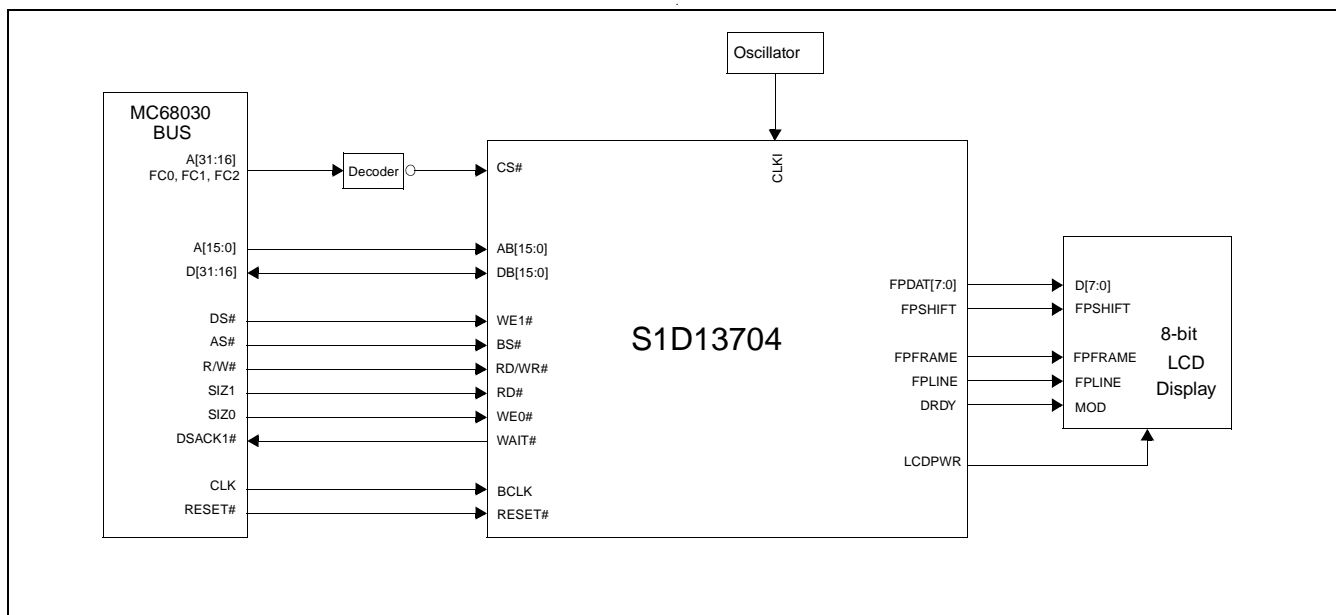 Oscillator
MC68030
BUS
A[31:16]
FC0, FC1, FC2
Decoder
CS#
CLKI
A[15:0]
AB[15:0]
D[31:16]
DB[15:0]
FPDAT[7:0]
D[7:0]
FPSHIFT
FPSHIFT
DS#
WE1#
S1D13704
8-bit
LCD
Display
AS#
BS#
R/W#
RD/WR#
FPFRAME
FPFRAME
SIZ1
RD#
FPLINE
FPLINE
SIZ0
WE0#
DRDY
MOD
DSACK1#
WAIT#
LCDPWR
CLK
BCLK
RESET#
RESET#